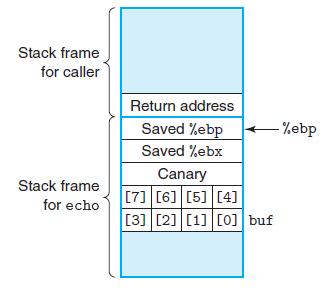 Stack frame
for caller
Return address
Saved %ebp
%ebp
Saved %ebx
Canary
Stack frame
for echo
[7] [6] [5] [4]
[3] [2] [1] [0] buf